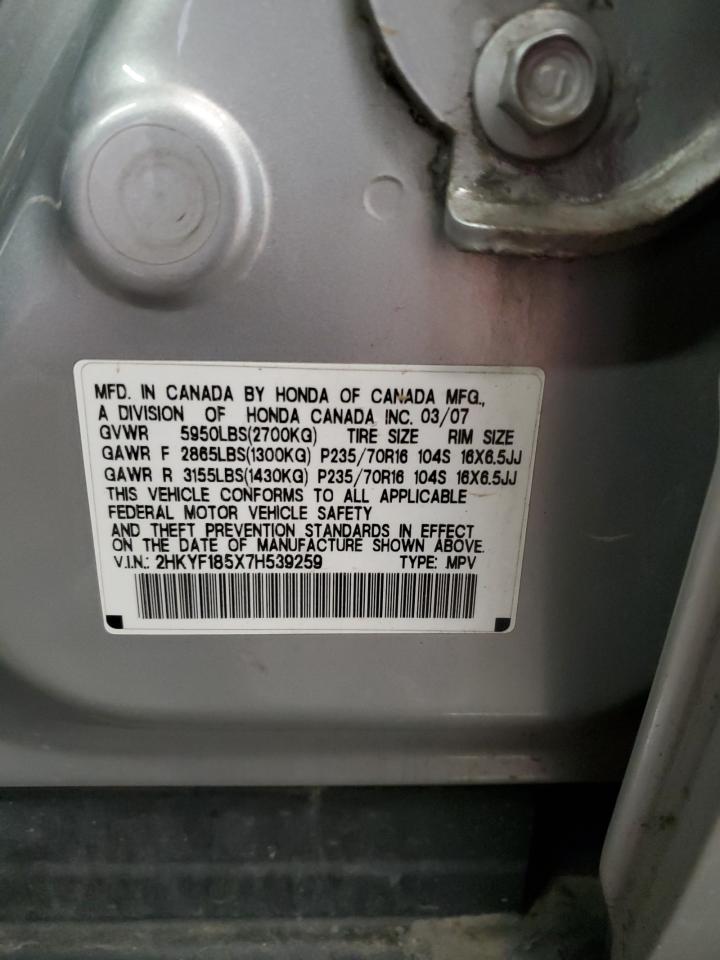 MFD. IN CANADA BY HONDA OF CANADA MFG.,
A DIVISION OF HONDA CANADA INC. 03/07
GVWR 5950LBS(2700KG) TIRE SIZE RIM SIZE
GAWR F 2865LBS(1300KG) P235/70R16 104S 16X6.5JJ
GAWR R 3155LBS(1430KG) P235/70R16 104S 16X6.5JJ
THIS VEHICLE CONFORMS TO ALL APPLICABLE
FEDERAL MOTOR VEHICLE SAFETY
AND THEFT PREVENTION STANDARDS IN EFFECT
ON THE DATE OF MANUFACTURE SHOWN ABOVE.
V.I.N.: 2HKYF185X7H539259 TYPE: MPV